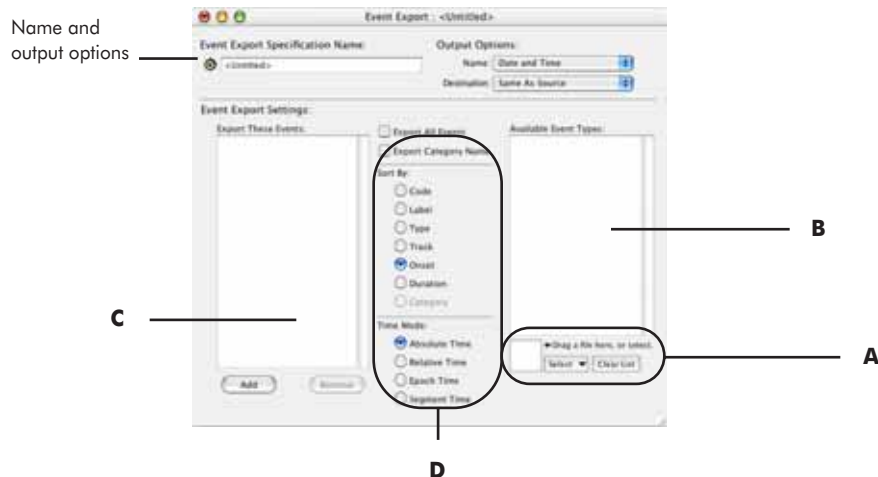 Event Export : <Untitled>
Name and
output options
Event Export Specification Name:
Output Options:
<Untitled>
Name: Date and Time
Destination: Same As Source
Event Export Settings:
Export These Events:
Export All Events
Available Event Types:
Export Category Name
Sort By:
Code
Label
Type
Track
Onset
Duration
Category
B
C
Time Mode:
Absolute Time
Relative Time
Epoch Time
Segment Time
Drag a file here, or select.
Select
Clear List
A
Add
Remove
D